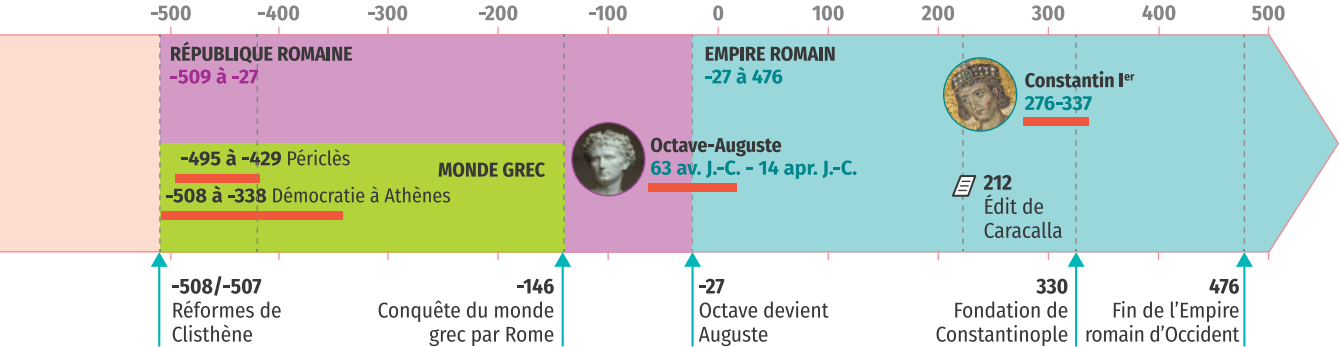 -509 -400 -300 -200 -100 0 100 200 300 400 500
RÉPUBLIQUE ROMAINE
-509 à -27
EMPIRE ROMAIN
-27 à 476
Constantin Iᵉʳ
276-337
Octave-Auguste
63 av. J.-C. - 14 apr. J.-C.
-495 à -429 Périclès
MONDE GREC
-508 à -338 Démocratie à Athènes
212
Édit de
Caracalla
-508/-507
Réformes de
Clisthène
-146
Conquête du monde
grec par Rome
-27
Octave devient
Auguste
330
Fondation de
Constantinople
476
Fin de l’Empire
romain d’Occident